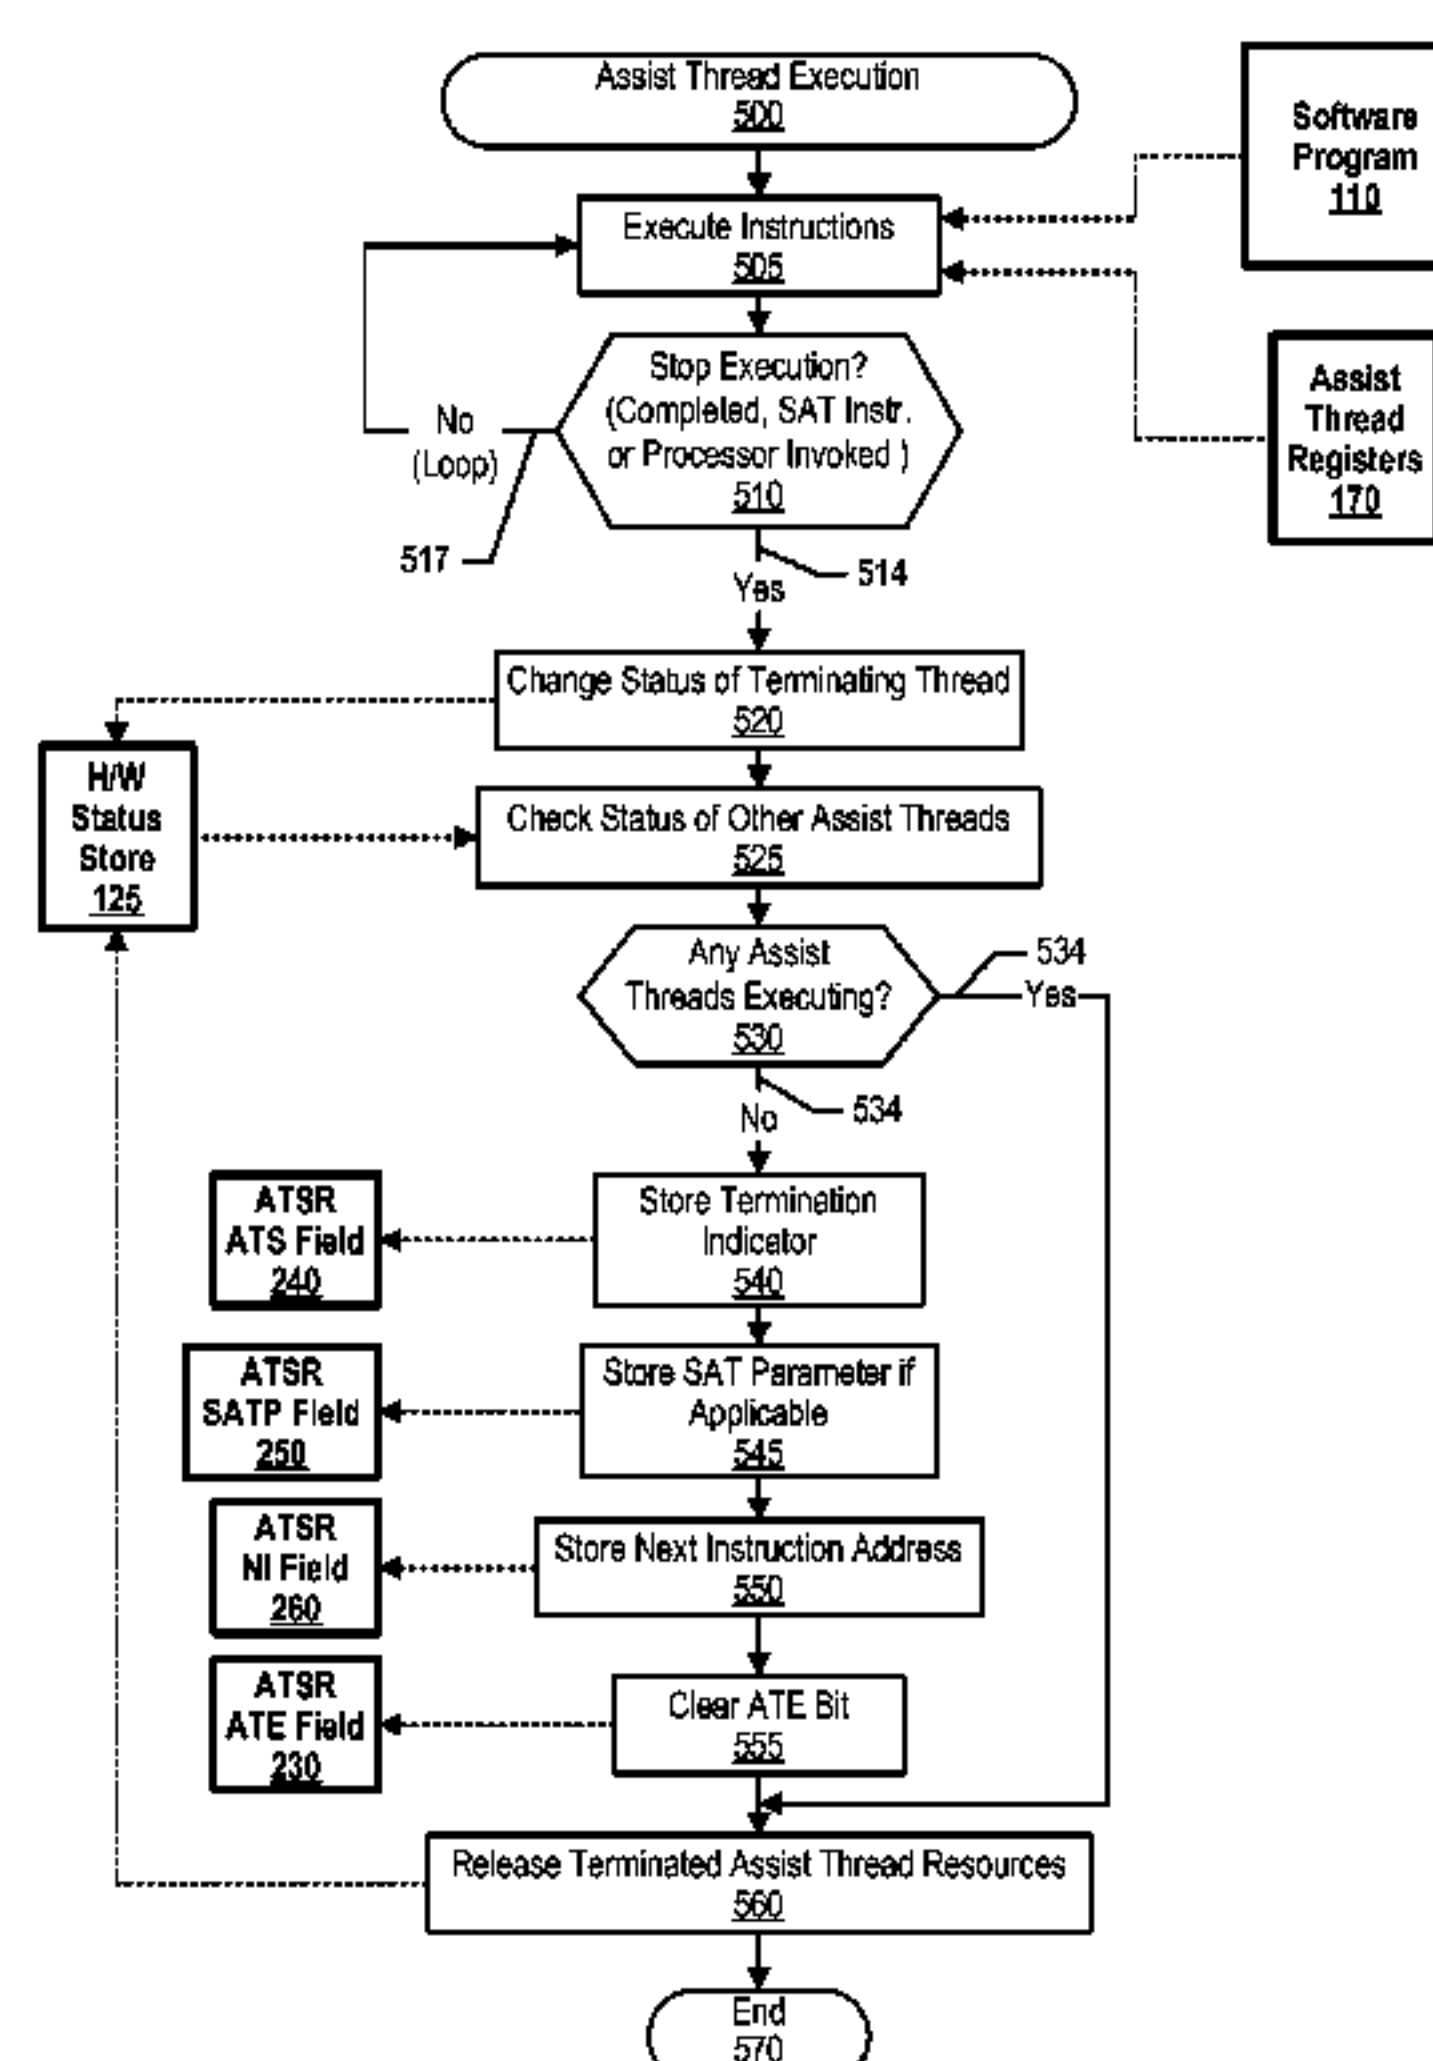 Assist Thread Execution
500
Software
Program
110
Execute Instructions
505
Assist
Thread
Registers
170
Stop Execution?
(Completed, SAT Instr.
or Processor Invoked )
510
No
(Loop)
517
514
Yes
Change Status of Terminating Thread
520
H/W
Status
Store
125
Check Status of Other Assist Threads
525
Any Assist
Threads Executing?
530
534
Yes
534
No
ATSR
ATS Field
240
Store Termination
Indicator
540
ATSR
SATP Field
250
Store SAT Parameter if
Applicable
545
ATSR
NI Field
260
Store Next Instruction Address
550
ATSR
ATE Field
230
Clear ATE Bit
555
Release Terminated Assist Thread Resources
560
End
570